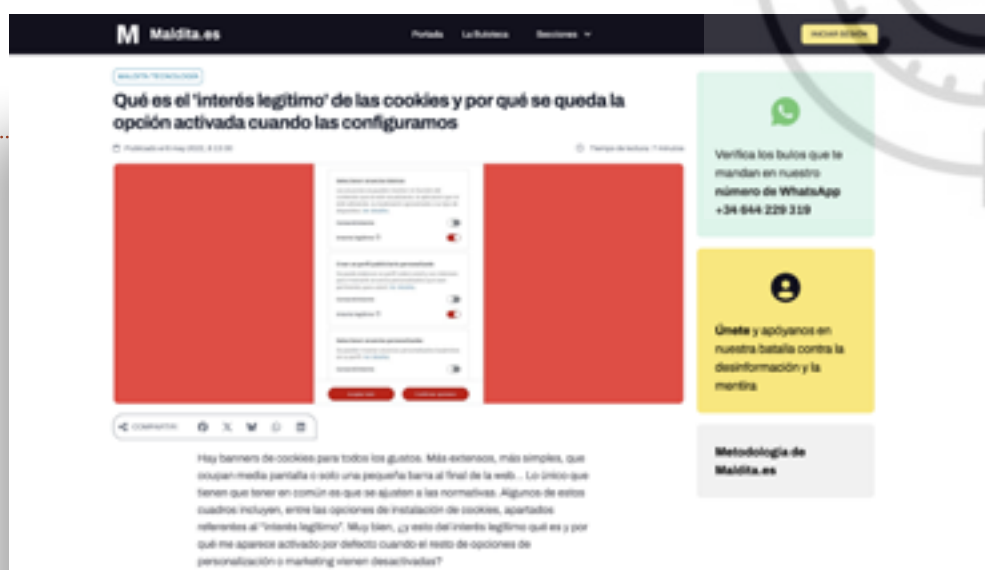 M Maldita.es
Portada La Buloteca Secciones
INICIAR SESIÓN
MALDITA TECNOLOGÍA
Qué es el 'interés legítimo' de las cookies y por qué se queda la
opción activada cuando las configuramos
Tiempo de lectura: 7 minutos
COMPARTIR
Verifica los bulos que te
mandan en nuestro
número de WhatsApp
+34 644 229 319
Únete y apóyanos en
nuestra batalla contra la
desinformación y la
mentira
Metodología de
Maldita.es
Hay banners de cookies para todos los gustos. Más extensos, más simples, que
ocupan media pantalla o solo una pequeña barra al final de la web... Lo único que
tienen que tener en común es que se ajusten a las normativas. Algunos de estos
cuadros incluyen, entre las opciones de instalación de cookies, apartados
referentes al "interés legítimo". Muy bien, ¿y esto del interés legítimo qué es y por
qué me aparece activado por defecto cuando el resto de opciones de
personalización o marketing vienen desactivadas?